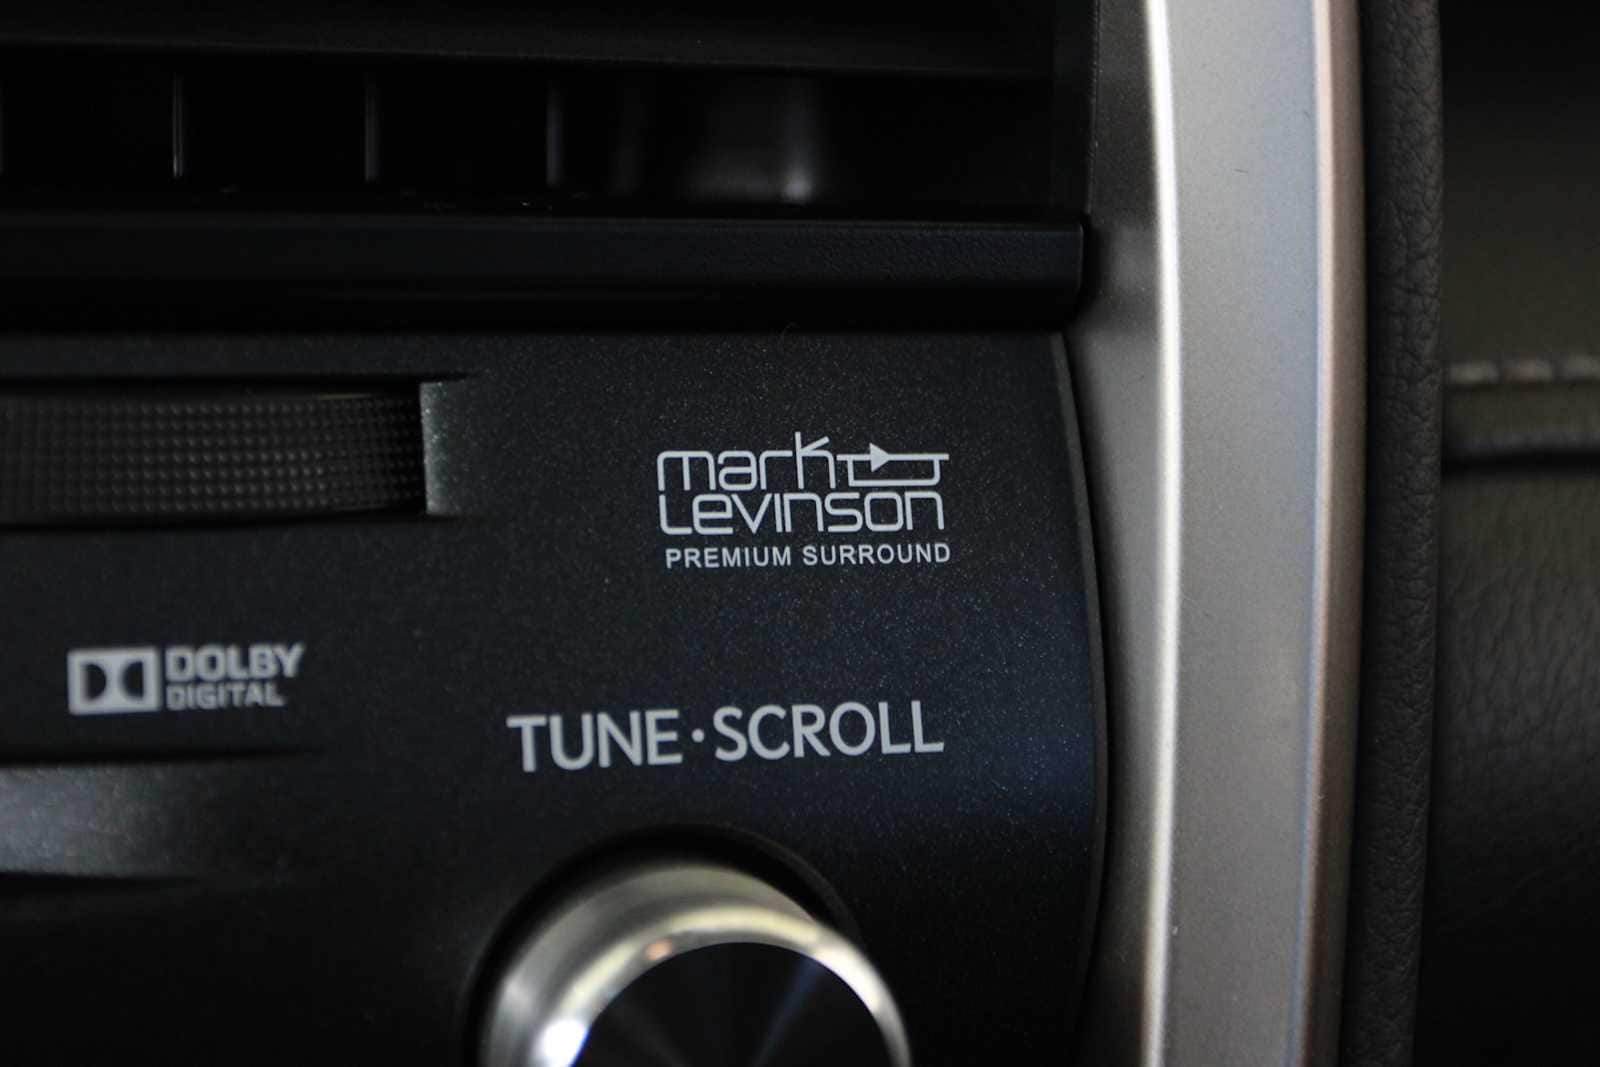 mark
Levinson
PREMIUM SURROUND
DOLBY
DIGITAL
TUNE·SCROLL